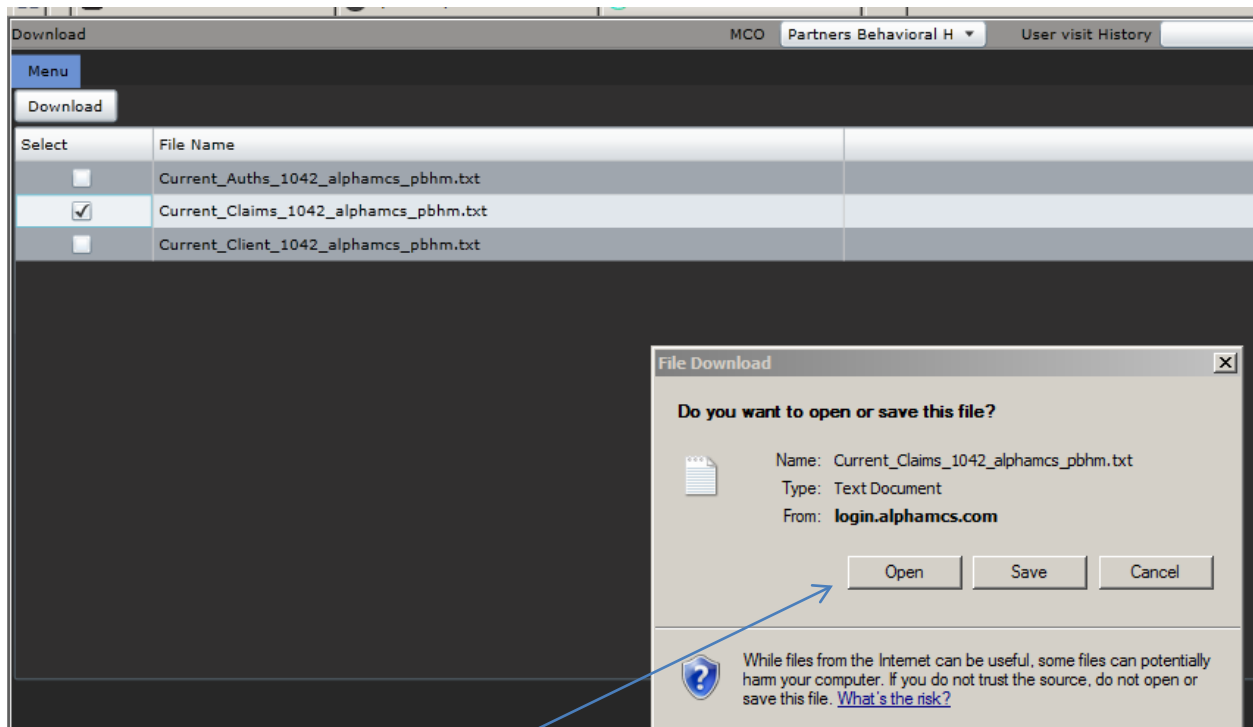 Download MCO Partners Behavioral H User visit History
Menu
Download
Select File Name
Current_Auths_1042_alphamcs_pbhm.txt
Current_Claims_1042_alphamcs_pbhm.txt
Current_Client_1042_alphamcs_pbhm.txt
File Download
Do you want to open or save this file?
Name: Current_Claims_1042_alphamcs_pbhm.txt
Type: Text Document
From: login.alphamcs.com
Open Save Cancel
While files from the Internet can be useful, some files can potentially
harm your computer. If you do not trust the source, do not open or
save this file. What's the risk?